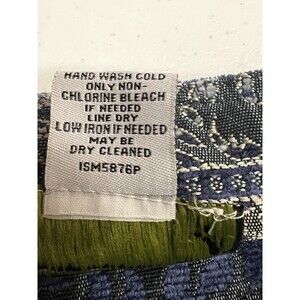 HAND WASH COLD
ONLY NON-
CHLORINE BLEACH
IF NEEDED
LINE DRY
LOW IRON IF NEEDED
MAY BE
DRY CLEANED
ISM5876P